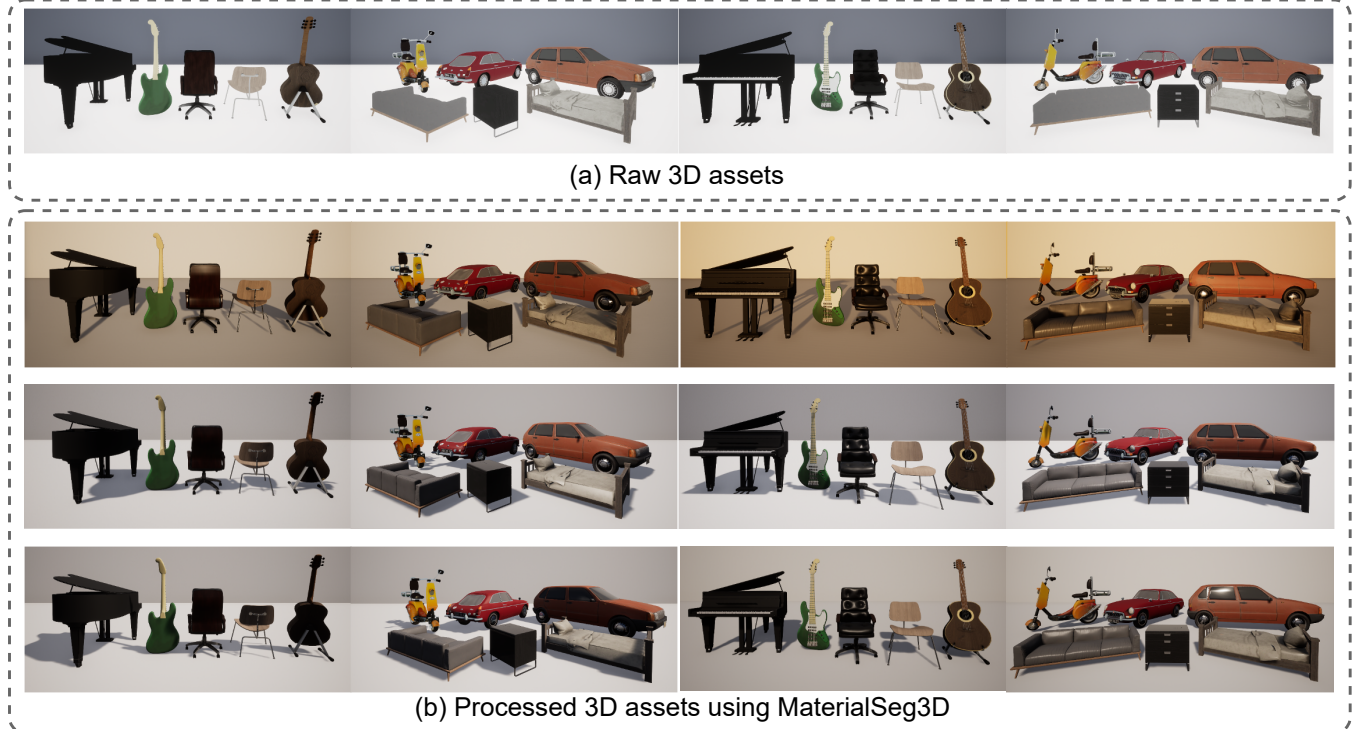 (a) Raw 3D assets
(b) Processed 3D assets using MaterialSeg3D